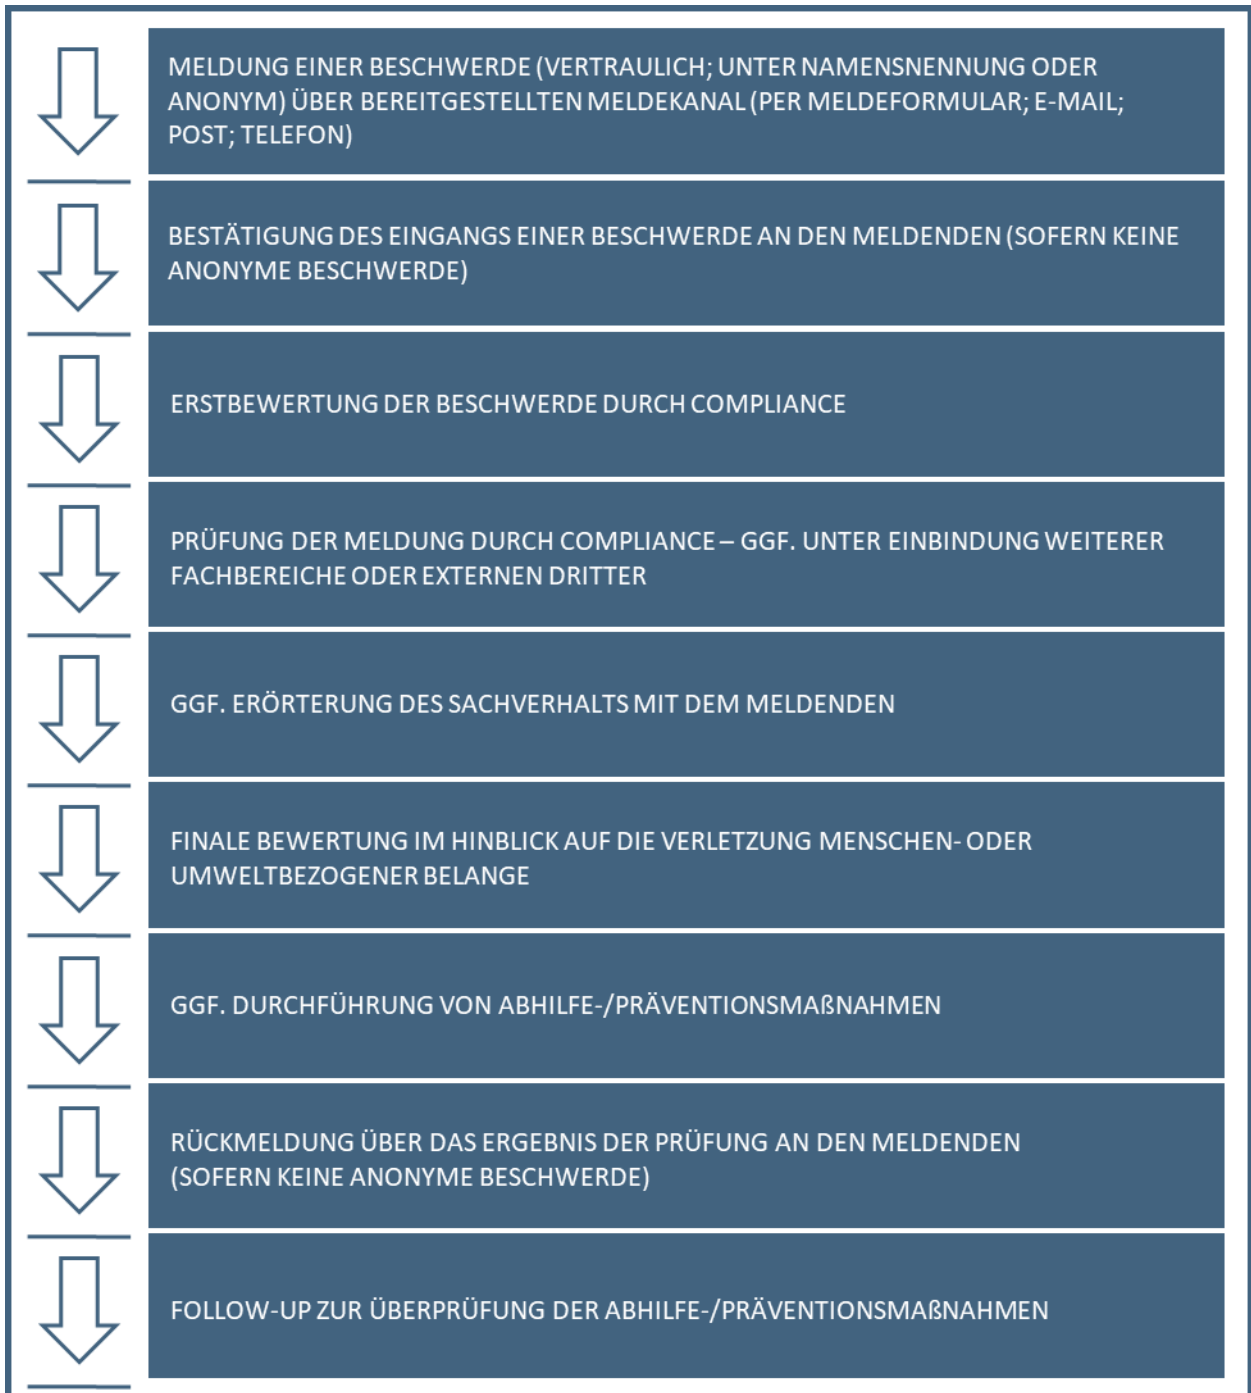 MELDUNG EINER BESCHWERDE (VERTRAULICH; UNTER NAMENSNENNUNG ODER
ANONYM) ÜBER BEREITGESTELLTEN MELDEKANAL (PER MELDEFORMULAR; E-MAIL;
POST; TELEFON)
BESTÄTIGUNG DES EINGANGS EINER BESCHWERDE AN DEN MELDENDEN (SOFERN KEINE
ANONYME BESCHWERDE)
ERSTBEWERTUNG DER BESCHWERDE DURCH COMPLIANCE
PRÜFUNG DER MELDUNG DURCH COMPLIANCE – GGF. UNTER EINBINDUNG WEITERER
FACHBEREICHE ODER EXTERNEN DRITTER
GGF. ERÖRTERUNG DES SACHVERHALTS MIT DEM MELDENDEN
FINALE BEWERTUNG IM HINBLICK AUF DIE VERLETZUNG MENSCHEN- ODER
UMWELTBEZOGENER BELANGE
GGF. DURCHFÜHRUNG VON ABHILFE-/PRÄVENTIONSMAßNAHMEN
RÜCKMELDUNG ÜBER DAS ERGEBNIS DER PRÜFUNG AN DEN MELDENDEN
(SOFERN KEINE ANONYME BESCHWERDE)
FOLLOW-UP ZUR ÜBERPRÜFUNG DER ABHILFE-/PRÄVENTIONSMAßNAHMEN